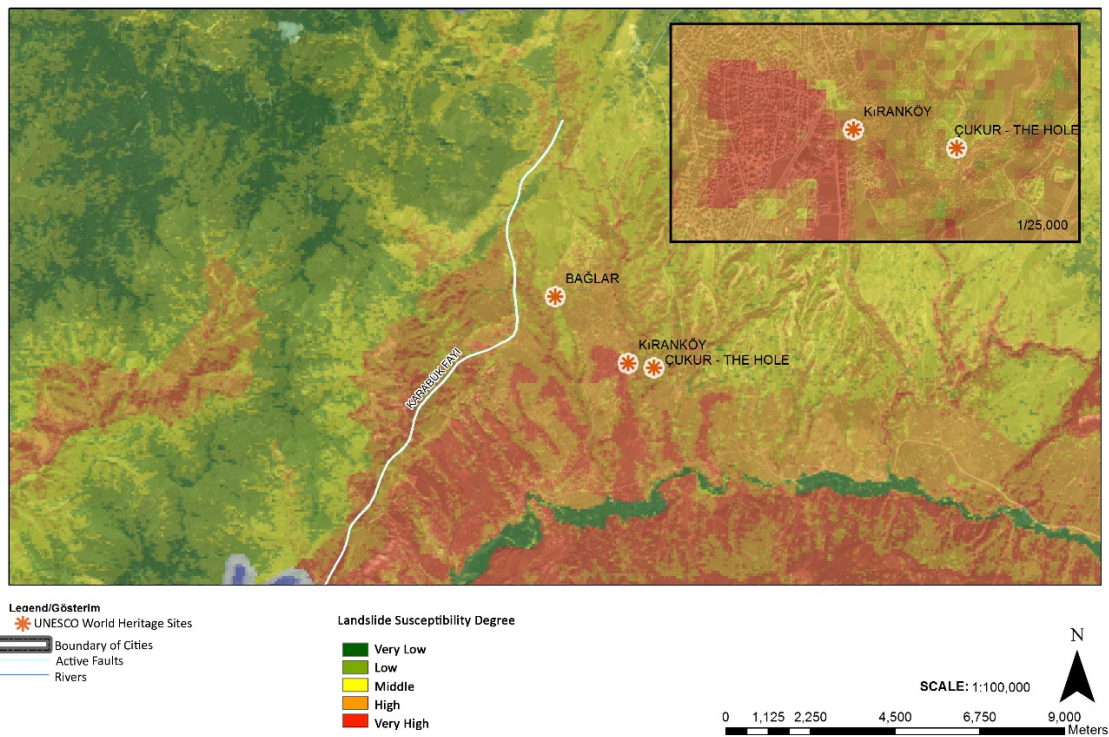 KıRANKÖY
ÇUKUR - THE HOLE
1/25,000
BAĞLAR
KıRANKÖY
ÇUKUR - THE HOLE
KARABÜK FAYI
Legend/Gösterim
UNESCO World Heritage Sites
Boundary of Cities
Active Faults
Rivers
Landslide Susceptibility Degree
Very Low
Low
Middle
High
Very High
N
SCALE: 1:100,000
0 1,125 2,250 4,500 6,750 9,000
Meters